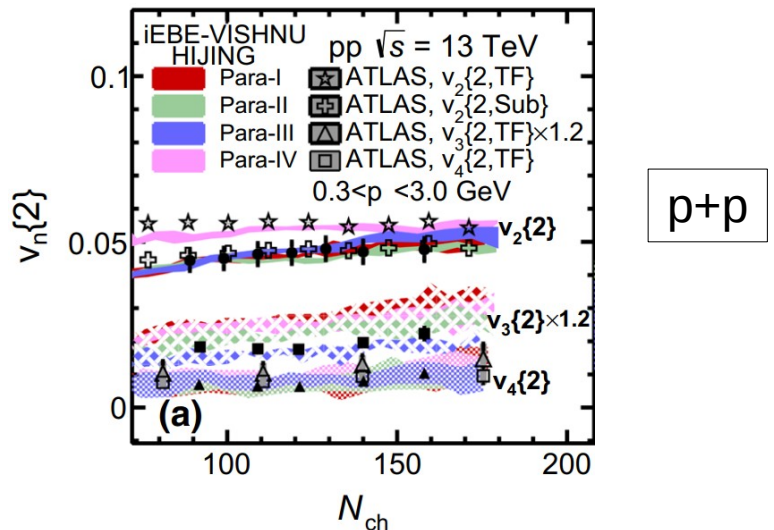 iEBE-VISHNU
HIJING
pp √s = 13 TeV
Para-I
Para-II
Para-III
Para-IV
ATLAS, v₂{2,TF}
ATLAS, v₂{2,Sub}
ATLAS, v₃{2,TF}×1.2
ATLAS, v₄{2,TF}
0.3<p <3.0 GeV
0.1
0.05
0
vₙ{2}
v₂{2}
v₃{2}×1.2
v₄{2}
(a)
100
150
200
N_ch
p+p